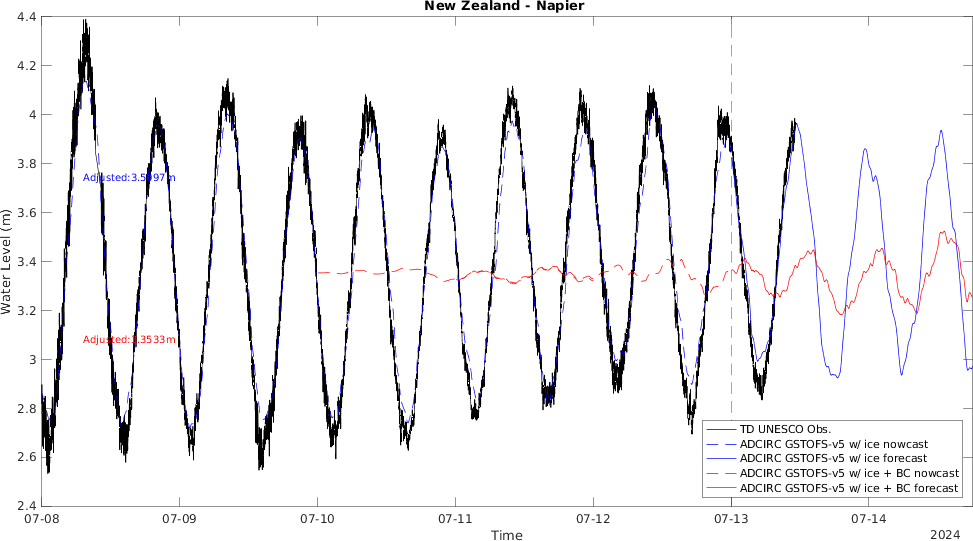 New Zealand - Napier
4.4
4.2
4
3.8
3.6
3.4
3.2
3
2.8
2.6
2.4
Water Level (m)
Adjusted:3.5997m
Adjusted:3.3533m
TD UNESCO Obs.
ADCIRC GSTOFS-v5 w/ ice nowcast
ADCIRC GSTOFS-v5 w/ ice forecast
ADCIRC GSTOFS-v5 w/ ice + BC nowcast
ADCIRC GSTOFS-v5 w/ ice + BC forecast
07-08 07-09 07-10 07-11 07-12 07-13 07-14
Time
2024